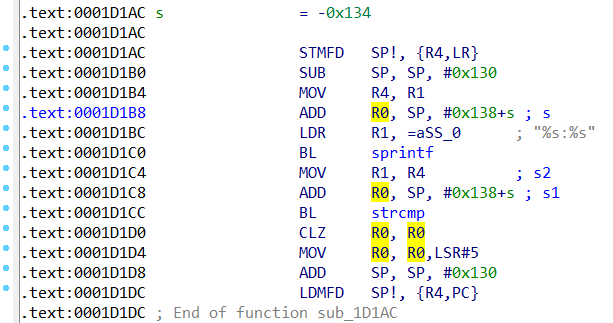 .text:0001D1AC s = -0x134
.text:0001D1AC
.text:0001D1AC STMFD SP!, {R4,LR}
.text:0001D1B0 SUB SP, SP, #0x130
.text:0001D1B4 MOV R4, R1
.text:0001D1B8 ADD R0, SP, #0x138+s ; s
.text:0001D1BC LDR R1, =aSS_0 ; "%s:%s"
.text:0001D1C0 BL sprintf
.text:0001D1C4 MOV R1, R4 ; s2
.text:0001D1C8 ADD R0, SP, #0x138+s ; s1
.text:0001D1CC BL strcmp
.text:0001D1D0 CLZ R0, R0
.text:0001D1D4 MOV R0, R0,LSR#5
.text:0001D1D8 ADD SP, SP, #0x130
.text:0001D1DC LDMFD SP!, {R4,PC}
.text:0001D1DC ; End of function sub_1D1AC